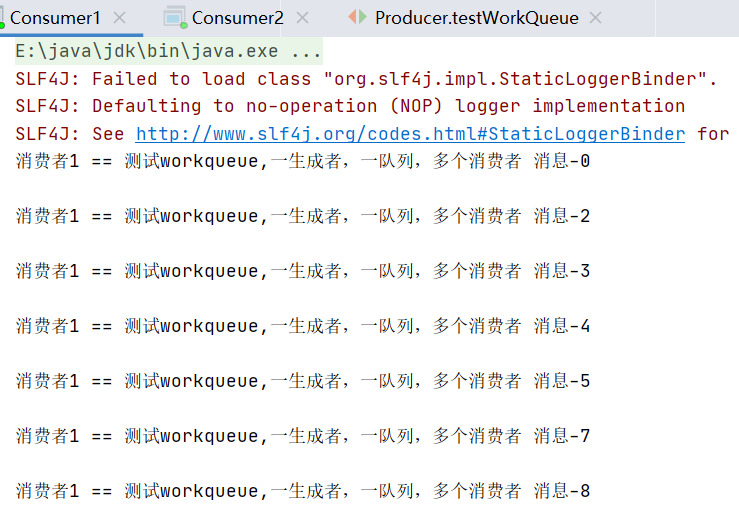 Consumer1 Consumer2 Producer.testWorkQueue
E:\java\jdk\bin\java.exe ...
SLF4J: Failed to load class "org.slf4j.impl.StaticLoggerBinder".
SLF4J: Defaulting to no-operation (NOP) logger implementation
SLF4J: See http://www.slf4j.org/codes.html#StaticLoggerBinder for
消费者1 == 测试workqueue,一生成者，一队列，多个消费者 消息-0
消费者1 == 测试workqueue,一生成者，一队列，多个消费者 消息-2
消费者1 == 测试workqueue,一生成者，一队列，多个消费者 消息-3
消费者1 == 测试workqueue,一生成者，一队列，多个消费者 消息-4
消费者1 == 测试workqueue,一生成者，一队列，多个消费者 消息-5
消费者1 == 测试workqueue,一生成者，一队列，多个消费者 消息-7
消费者1 == 测试workqueue,一生成者，一队列，多个消费者 消息-8